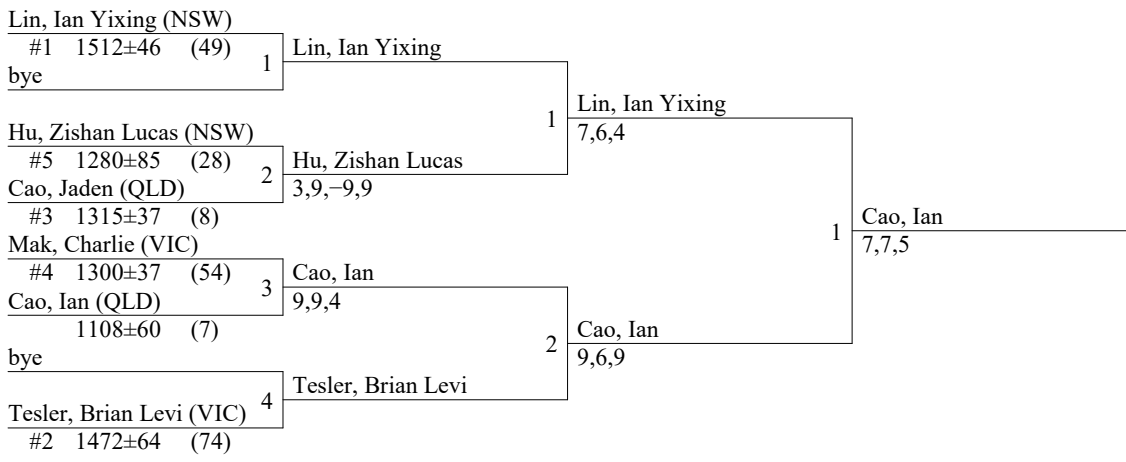 Lin, Ian Yixing (NSW)
#1 1512±46 (49)
bye
1
Lin, Ian Yixing
Hu, Zishan Lucas (NSW)
#5 1280±85 (28)
Cao, Jaden (QLD)
#3 1315±37 (8)
2
Hu, Zishan Lucas
3,9,−9,9
Mak, Charlie (VIC)
#4 1300±37 (54)
Cao, Ian (QLD)
1108±60 (7)
3
Cao, Ian
9,9,4
bye
Tesler, Brian Levi (VIC)
#2 1472±64 (74)
4
Tesler, Brian Levi
1
Lin, Ian Yixing
7,6,4
2
Cao, Ian
9,6,9
1
Cao, Ian
7,7,5